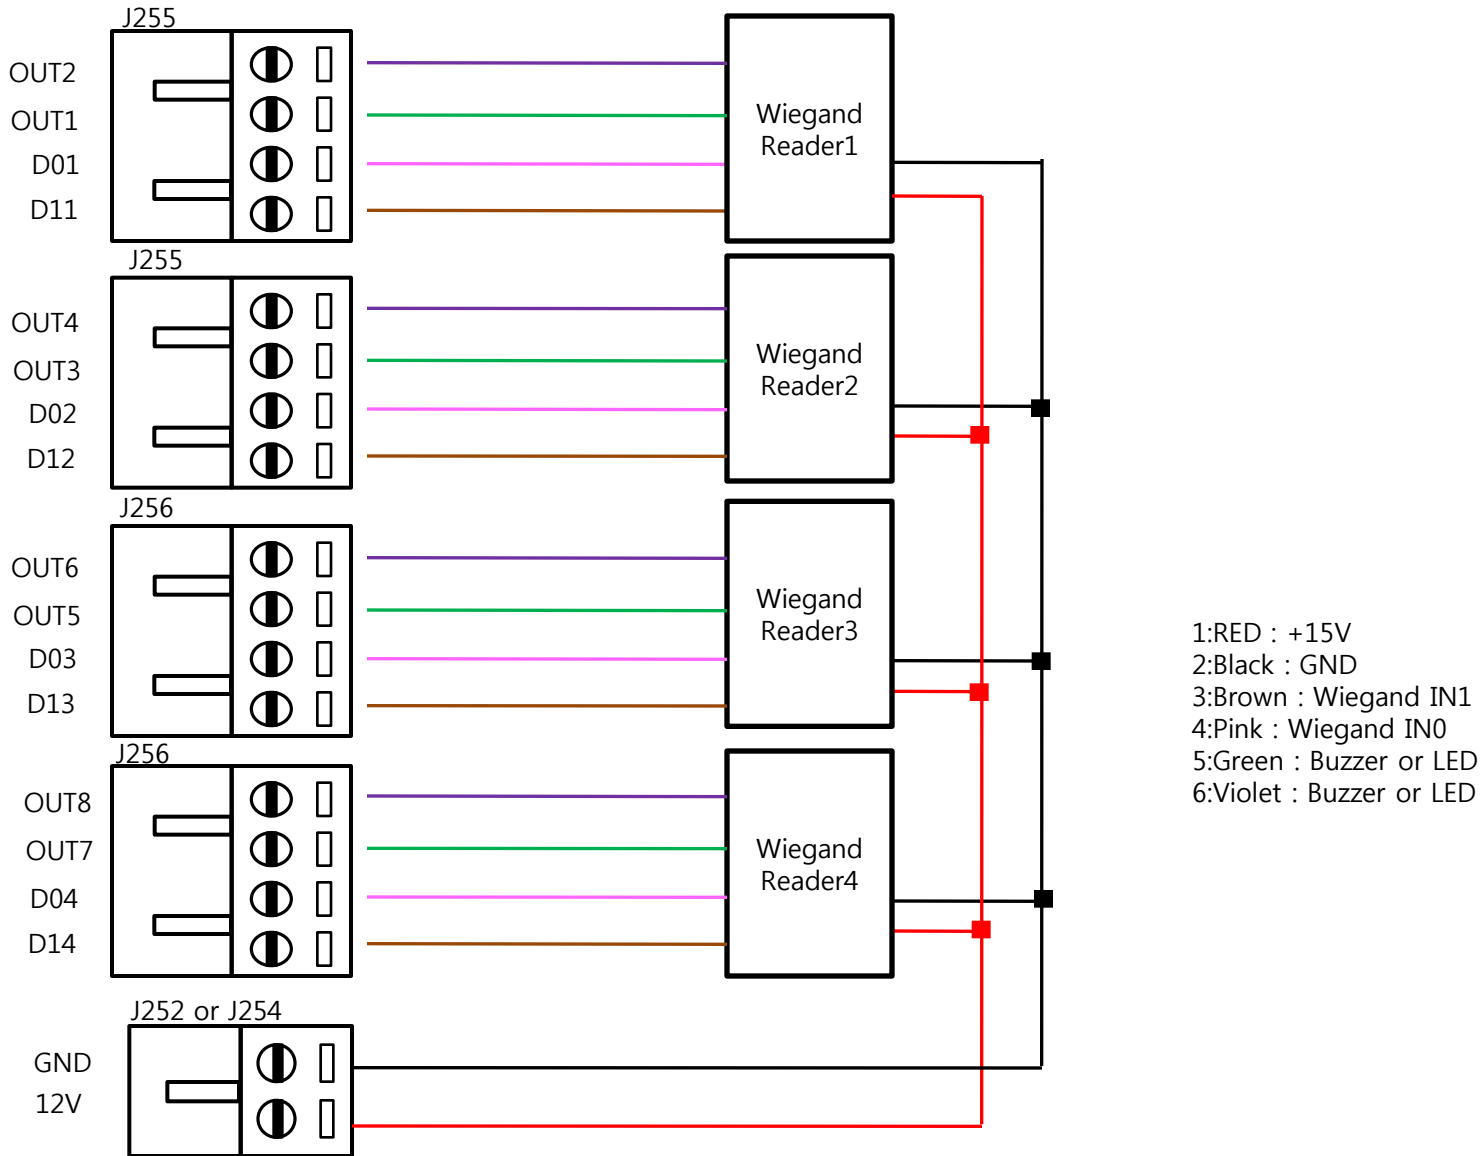 J255
OUT2
OUT1
D01
D11
Wiegand
Reader1
J255
OUT4
OUT3
D02
D12
Wiegand
Reader2
J256
OUT6
OUT5
D03
D13
Wiegand
Reader3
J256
OUT8
OUT7
D04
D14
Wiegand
Reader4
J252 or J254
GND
12V
1:RED : +15V
2:Black : GND
3:Brown : Wiegand IN1
4:Pink : Wiegand IN0
5:Green : Buzzer or LED
6:Violet : Buzzer or LED